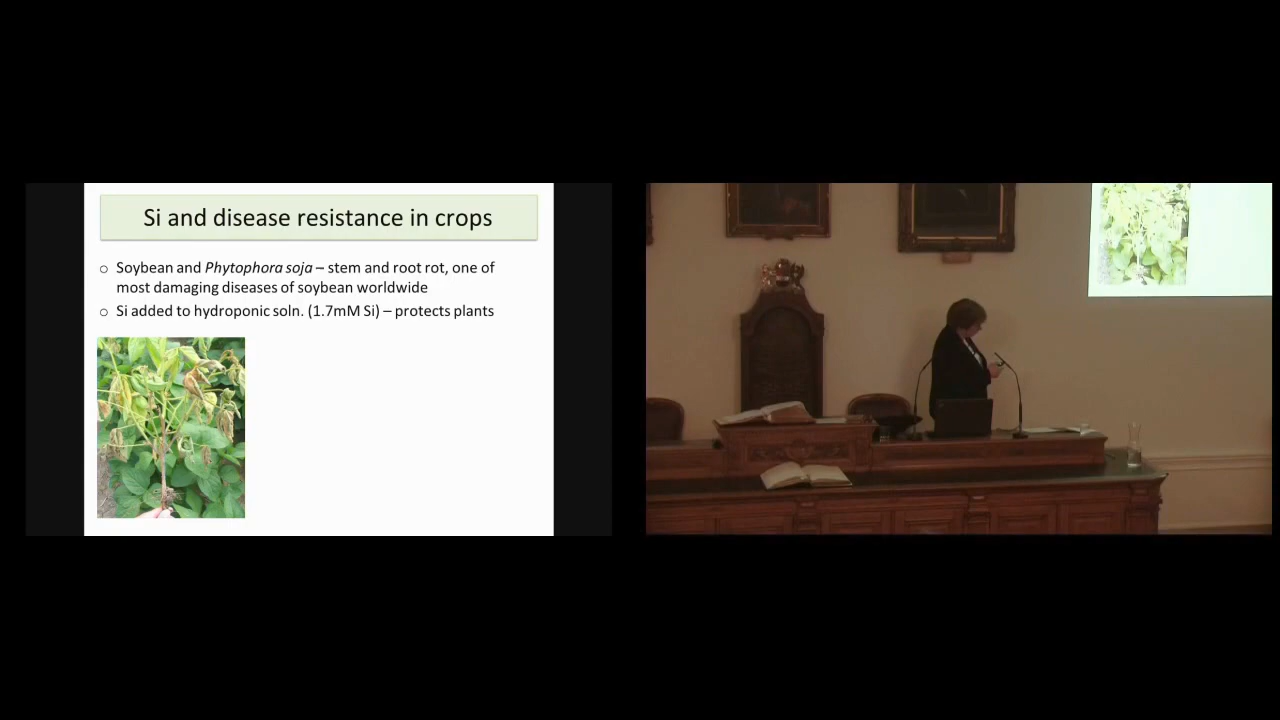 Si and disease resistance in crops
o Soybean and Phytophora soja – stem and root rot, one of
most damaging diseases of soybean worldwide
o Si added to hydroponic soln. (1.7mM Si) – protects plants